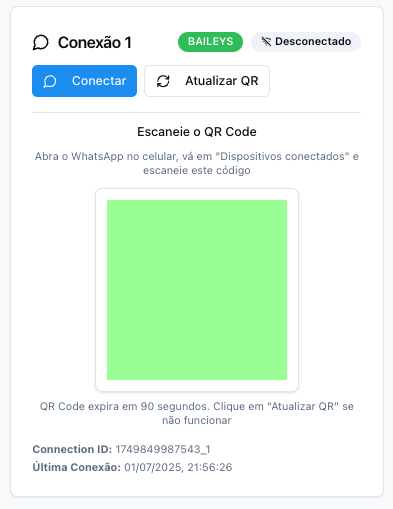 Conexão 1
BAILEYS
Desconectado
Conectar
Atualizar QR
Escaneie o QR Code
Abra o WhatsApp no celular, vá em "Dispositivos conectados" e
escaneie este código
QR Code expira em 90 segundos. Clique em "Atualizar QR" se
não funcionar
Connection ID: 1749849987543_1
Última Conexão: 01/07/2025, 21:56:26